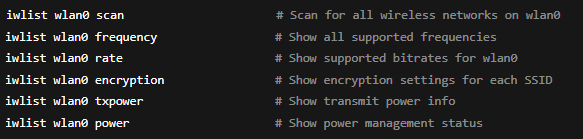 iwlist wlan0 scan # Scan for all wireless networks on wlan0
iwlist wlan0 frequency # Show all supported frequencies
iwlist wlan0 rate # Show supported bitrates for wlan0
iwlist wlan0 encryption # Show encryption settings for each SSID
iwlist wlan0 txpower # Show transmit power info
iwlist wlan0 power # Show power management status